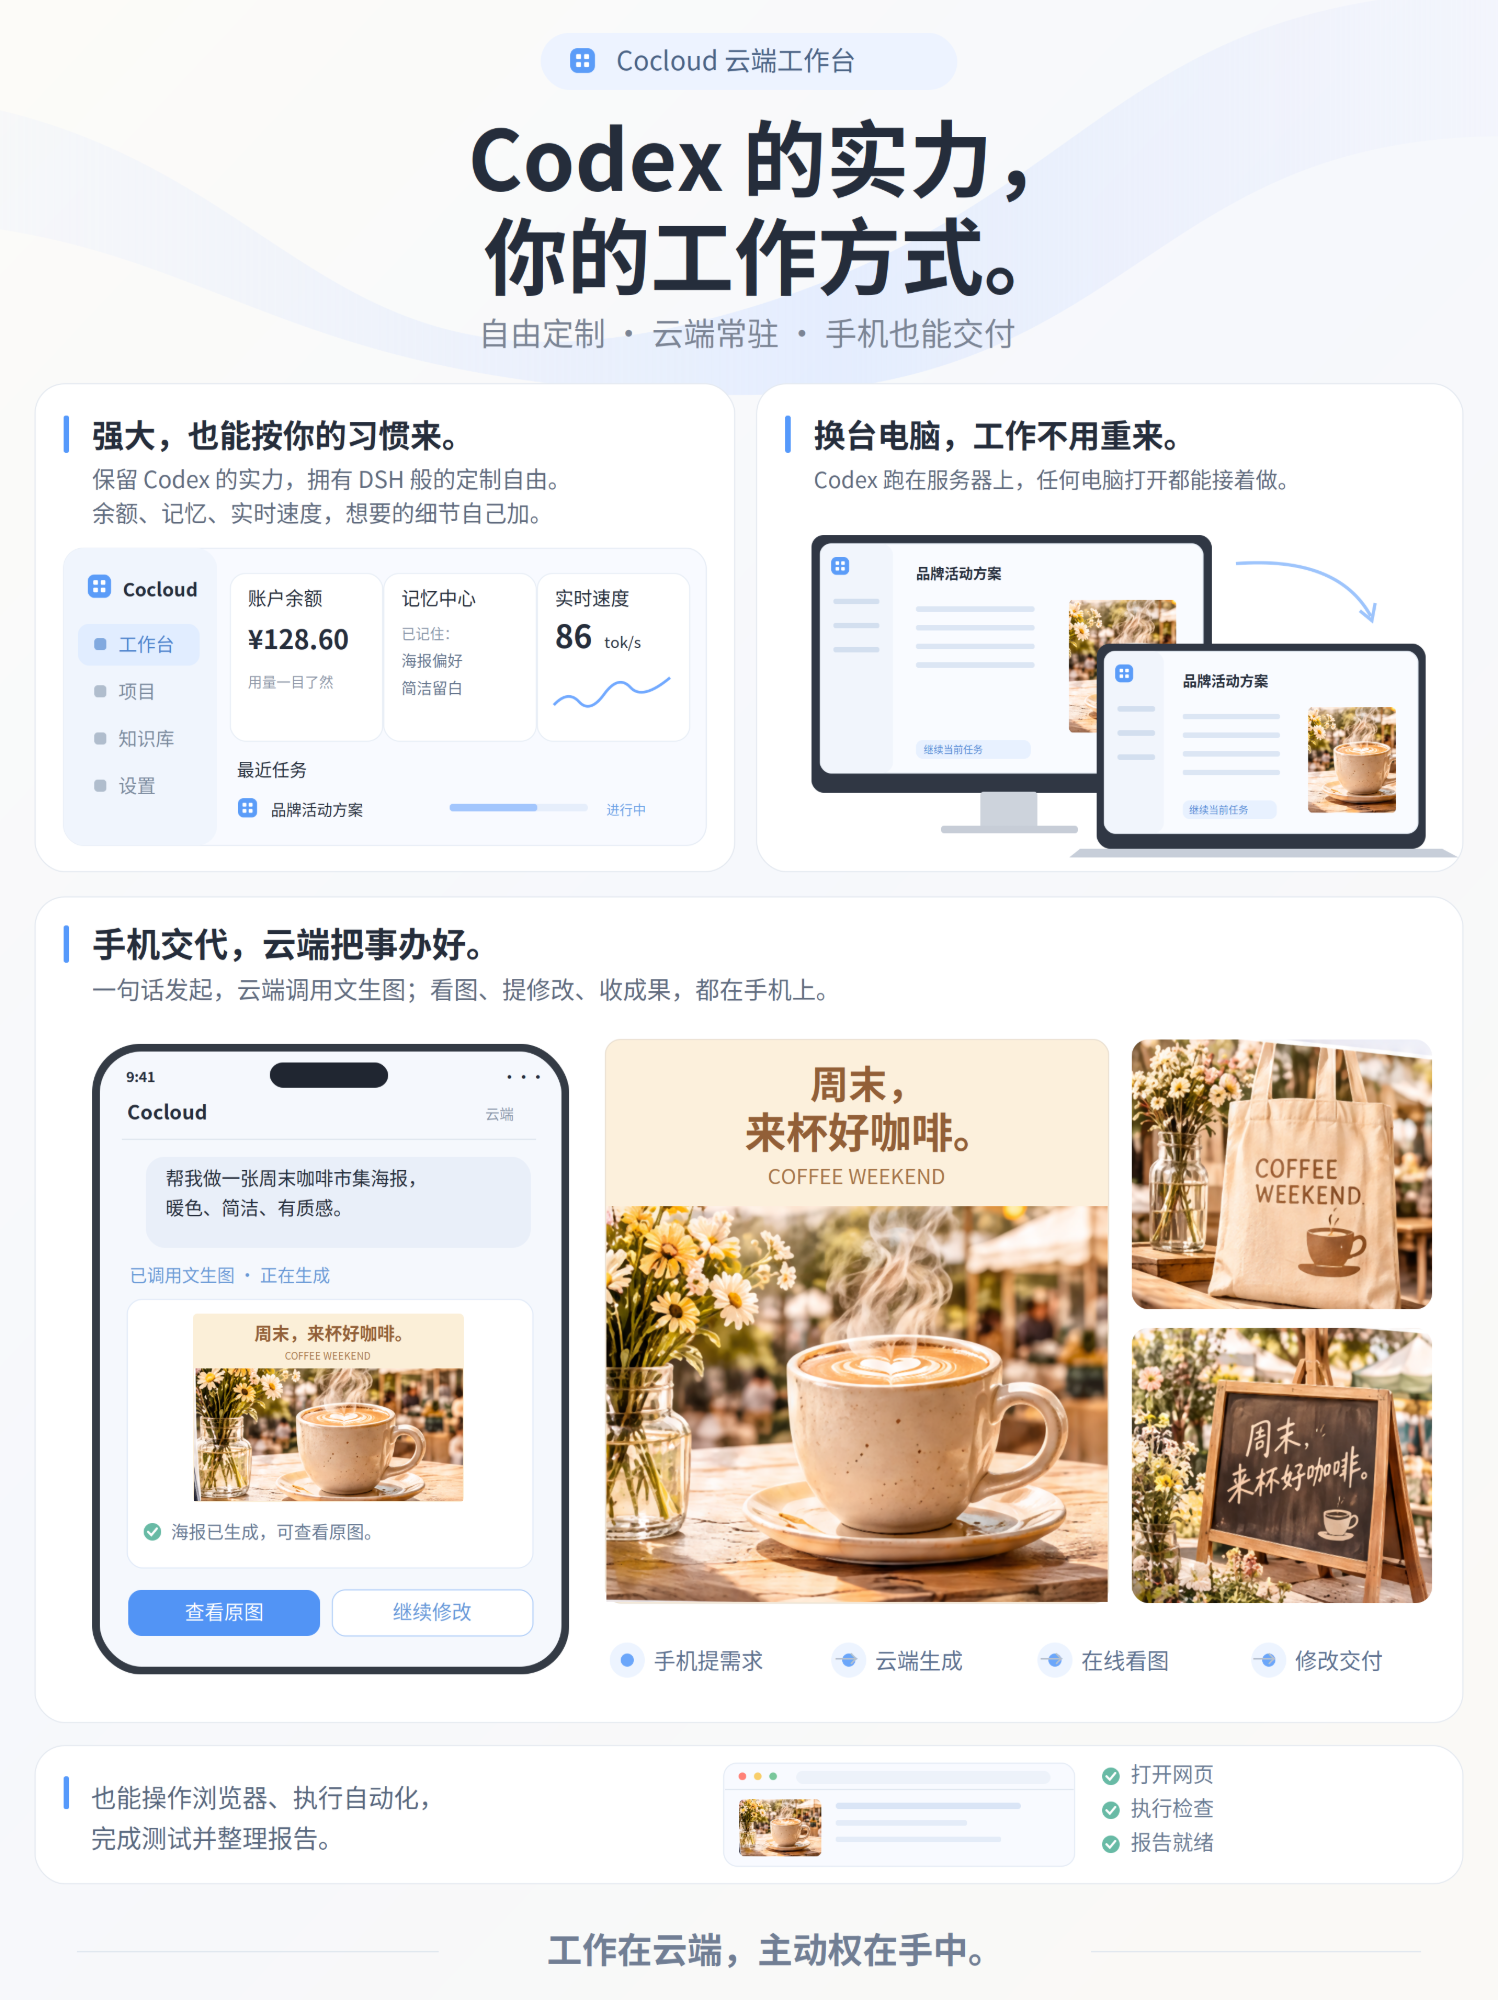 Cocloud 云端工作台
Codex 的实力，
你的工作方式。
自由定制 · 云端常驻 · 手机也能交付
强大，也能按你的习惯来。
保留 Codex 的实力，拥有 DSH 般的定制自由。
余额、记忆、实时速度，想要的细节自己加。
Cocloud
工作台
项目
知识库
设置
账户余额
¥128.60
用量一目了然
记忆中心
已记住：
海报偏好
简洁留白
实时速度
86 tok/s
最近任务
品牌活动方案
进行中
换台电脑，工作不用重来。
Codex 跑在服务器上，任何电脑打开都能接着做。
品牌活动方案
继续当前任务
品牌活动方案
继续当前任务
手机交代，云端把事办好。
一句话发起，云端调用文生图；看图、提修改、收成果，都在手机上。
9:41
Cocloud
云端
帮我做一张周末咖啡市集海报，
暖色、简洁、有质感。
已调用文生图 · 正在生成
周末，来杯好咖啡。
COFFEE WEEKEND
海报已生成，可查看原图。
查看原图
继续修改
周末，
来杯好咖啡。
COFFEE WEEKEND
COFFEE
WEEKEND.
周末，
来杯好咖啡。
手机提需求
云端生成
在线看图
修改交付
也能操作浏览器、执行自动化，
完成测试并整理报告。
打开网页
执行检查
报告就绪
工作在云端，主动权在手中。